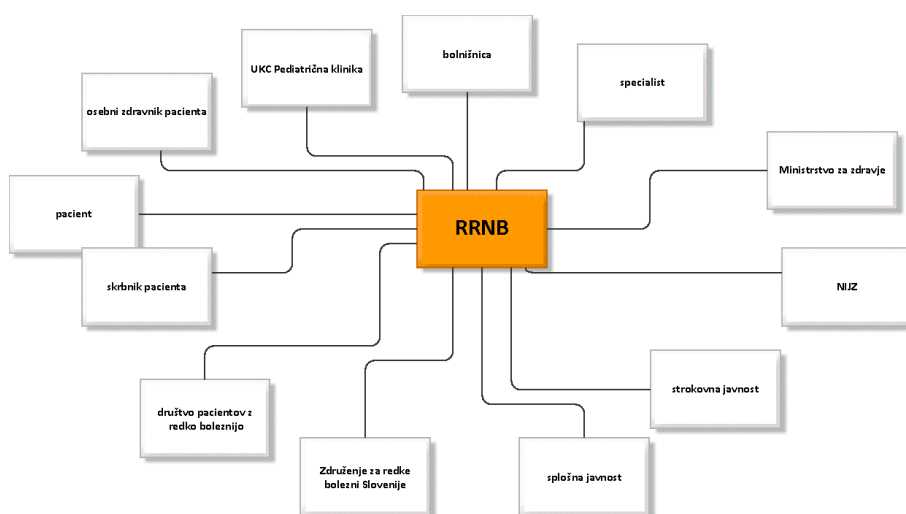 bolnišnica
UKC Pediatrična klinika
specialist
osebni zdravnik pacienta
Ministrstvo za zdravje
pacient
RRNB
skrbnik pacienta
NIJZ
strokovna javnost
društvo pacientov z
redko boleznijo
Združenje za redke
bolezni Slovenije
splošna javnost